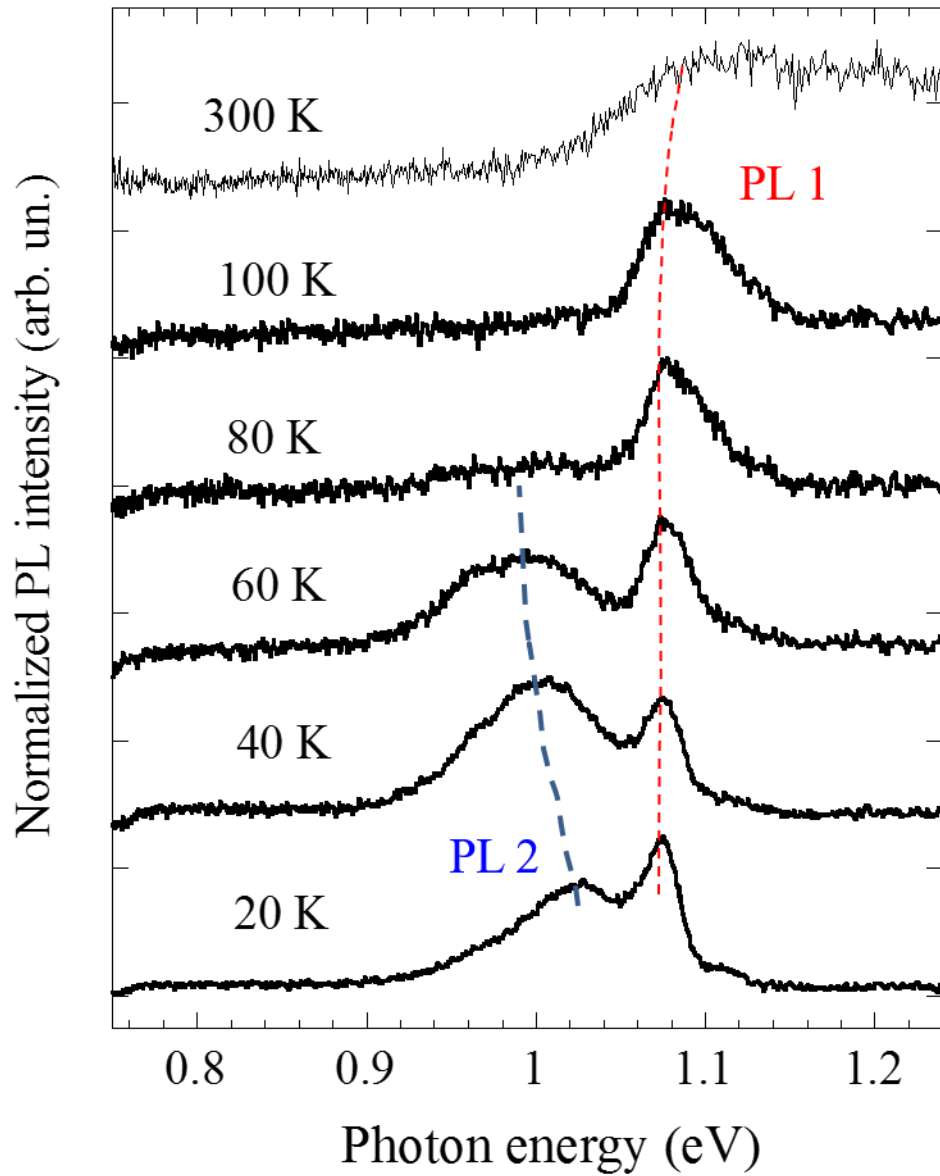 300 K
PL 1
100 K
80 K
60 K
40 K
PL 2
20 K
Normalized PL intensity (arb. un.)
0.8 0.9 1 1.1 1.2
Photon energy (eV)